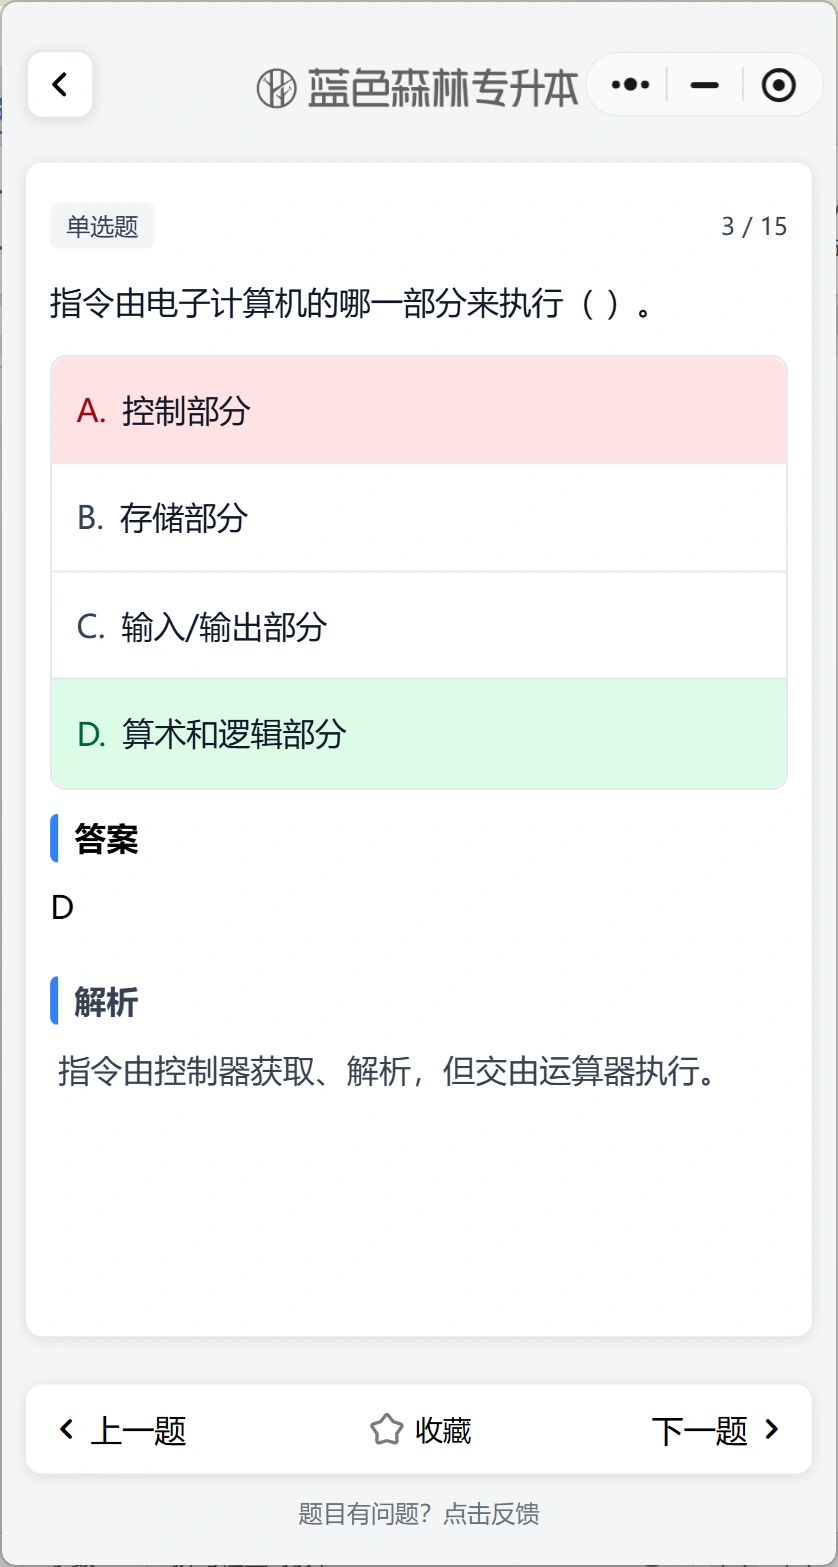 蓝色森林专升本
单选题
3 / 15
指令由电子计算机的哪一部分来执行（ ）。
A. 控制部分
B. 存储部分
C. 输入/输出部分
D. 算术和逻辑部分
答案
D
解析
指令由控制器获取、解析，但交由运算器执行。
上一题
收藏
下一题
题目有问题？点击反馈